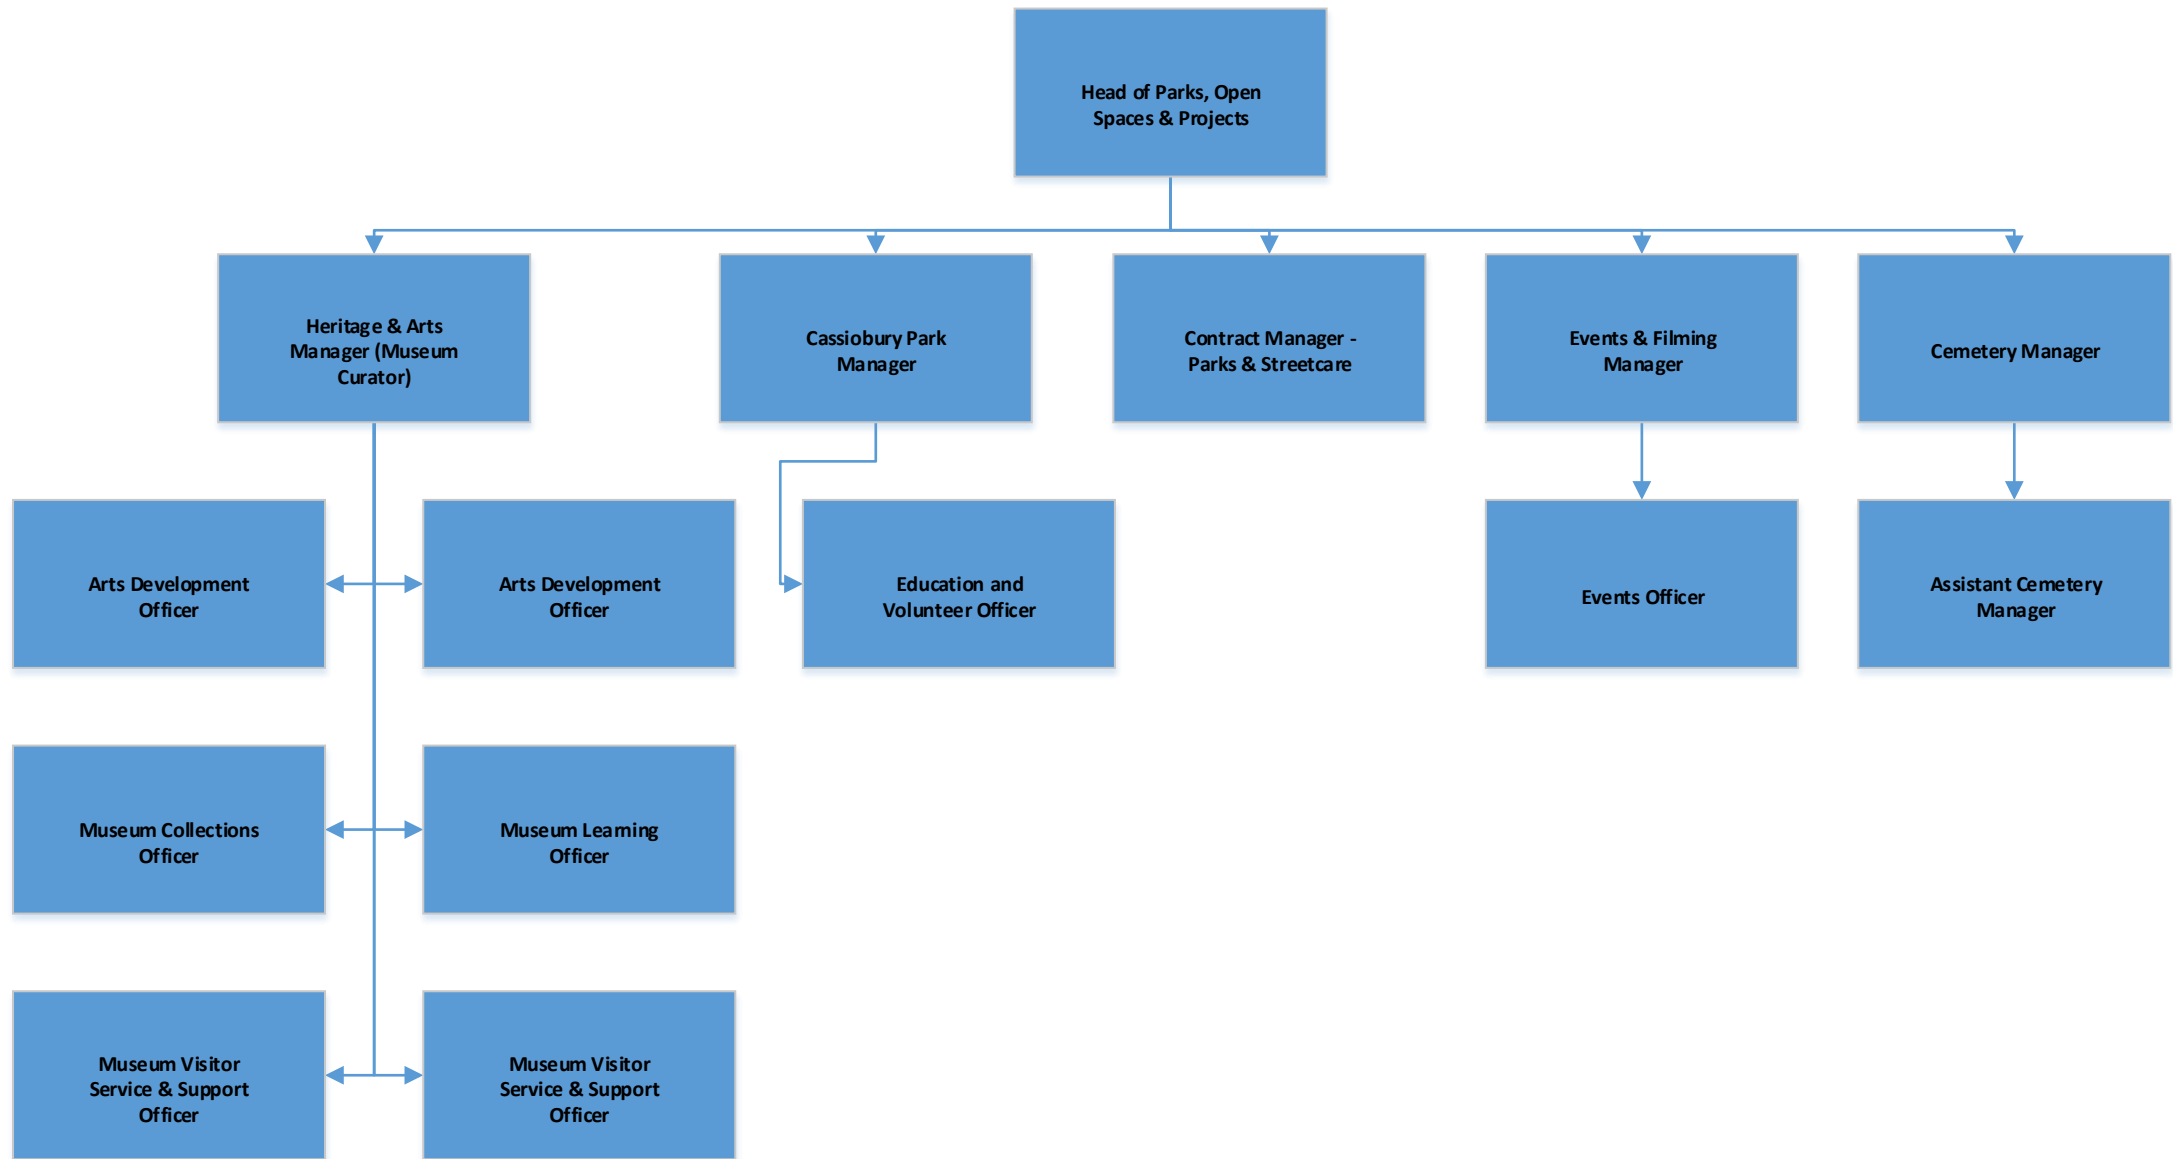 Head of Parks, Open
Spaces & Projects
Heritage & Arts
Manager (Museum
Curator)
Cassiobury Park
Manager
Contract Manager -
Parks & Streetcare
Events & Filming
Manager
Cemetery Manager
Arts Development
Officer
Arts Development
Officer
Education and
Volunteer Officer
Events Officer
Assistant Cemetery
Manager
Museum Collections
Officer
Museum Learning
Officer
Museum Visitor
Service & Support
Officer
Museum Visitor
Service & Support
Officer